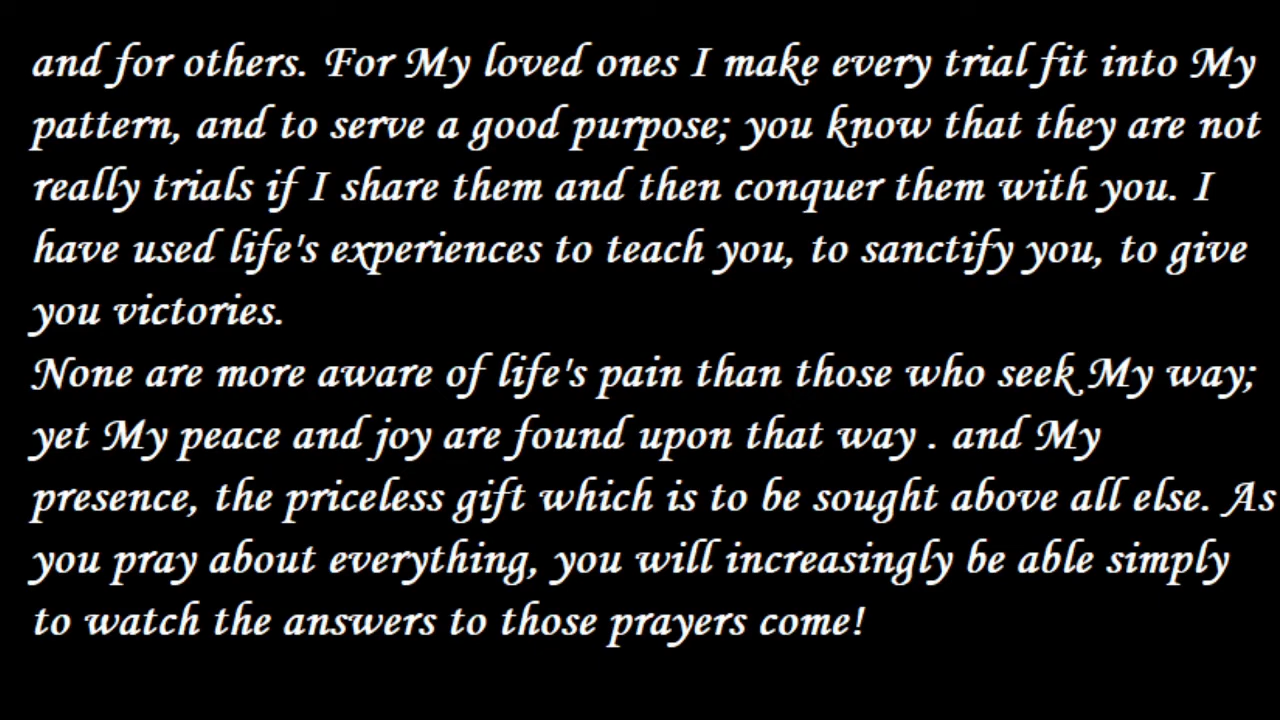 and for others. For My loved ones I make every trial fit into My
pattern, and to serve a good purpose; you know that they are not
really trials if I share them and then conquer them with you. I
have used life's experiences to teach you, to sanctify you, to give
you victories.
None are more aware of life's pain than those who seek My way;
yet My peace and joy are found upon that way . and My
presence, the priceless gift which is to be sought above all else. As
you pray about everything, you will increasingly be able simply
to watch the answers to those prayers come!